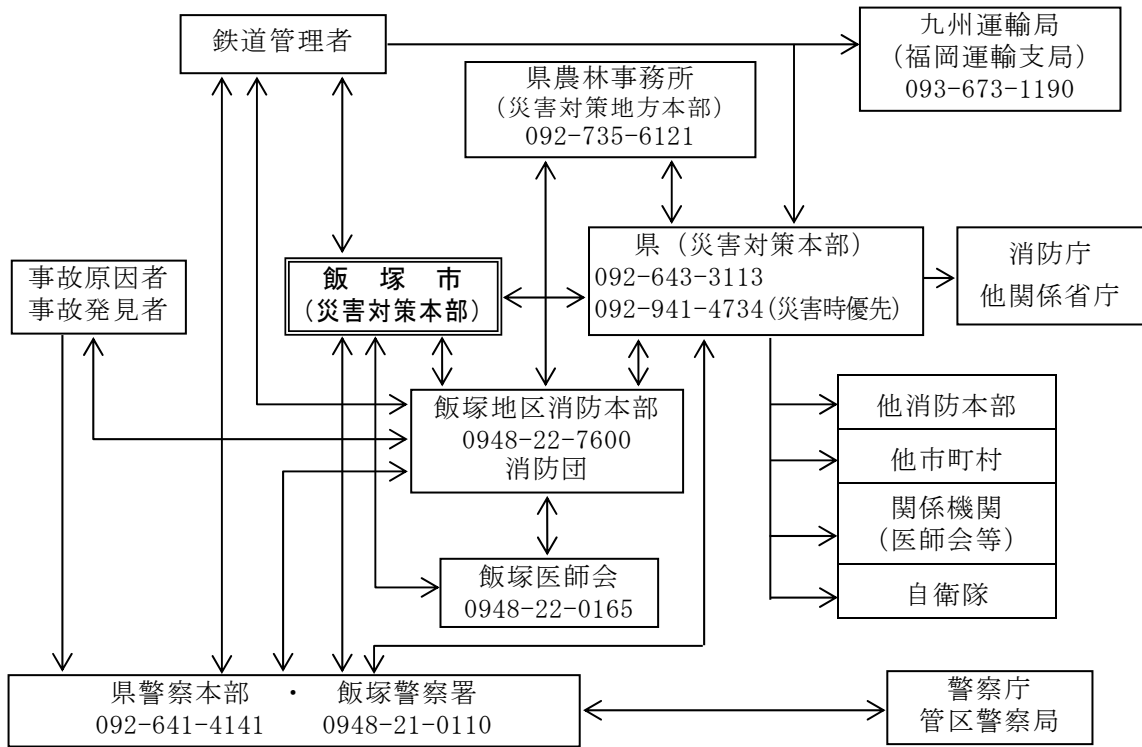 鉄道管理者
九州運輸局
(福岡運輸支局)
093-673-1190
県農林事務所
(災害対策地方本部)
092-735-6121
県(災害対策本部)
092-643-3113
092-941-4734(災害時優先)
消防庁
他関係省庁
飯塚市
(災害対策本部)
事故原因者
事故発見者
飯塚地区消防本部
0948-22-7600
消防団
他消防本部
他市町村
関係機関
(医師会等)
自衛隊
飯塚医師会
0948-22-0165
県警察本部 ・ 飯塚警察署
092-641-4141 0948-21-0110
警察庁
管区警察局